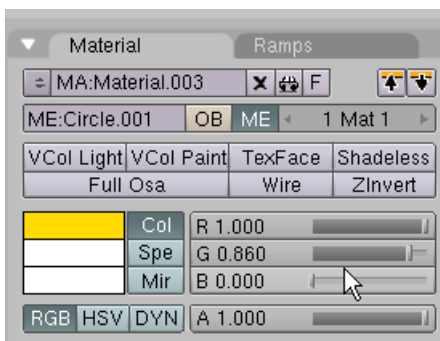 Material Ramps
MA:Material.003 X F
ME:Circle.001 OB ME 1 Mat 1
VCol Light VCol Paint TexFace Shadeless
Full Osa Wire ZInvert
Col R 1.000
Spe G 0.860
Mir B 0.000
RGB HSV DYN A 1.000